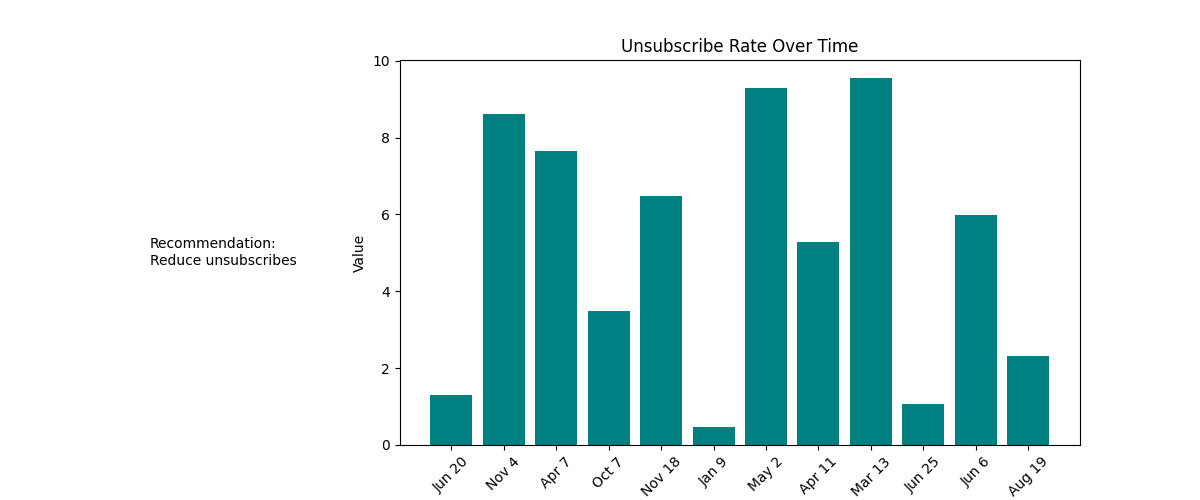 Unsubscribe Rate Over Time
Recommendation:
Reduce unsubscribes
Value
10
8
6
4
2
0
Jun 20
Nov 4
Apr 7
Oct 7
Nov 18
Jan 9
May 2
Apr 11
Mar 13
Jun 25
Jun 6
Aug 19